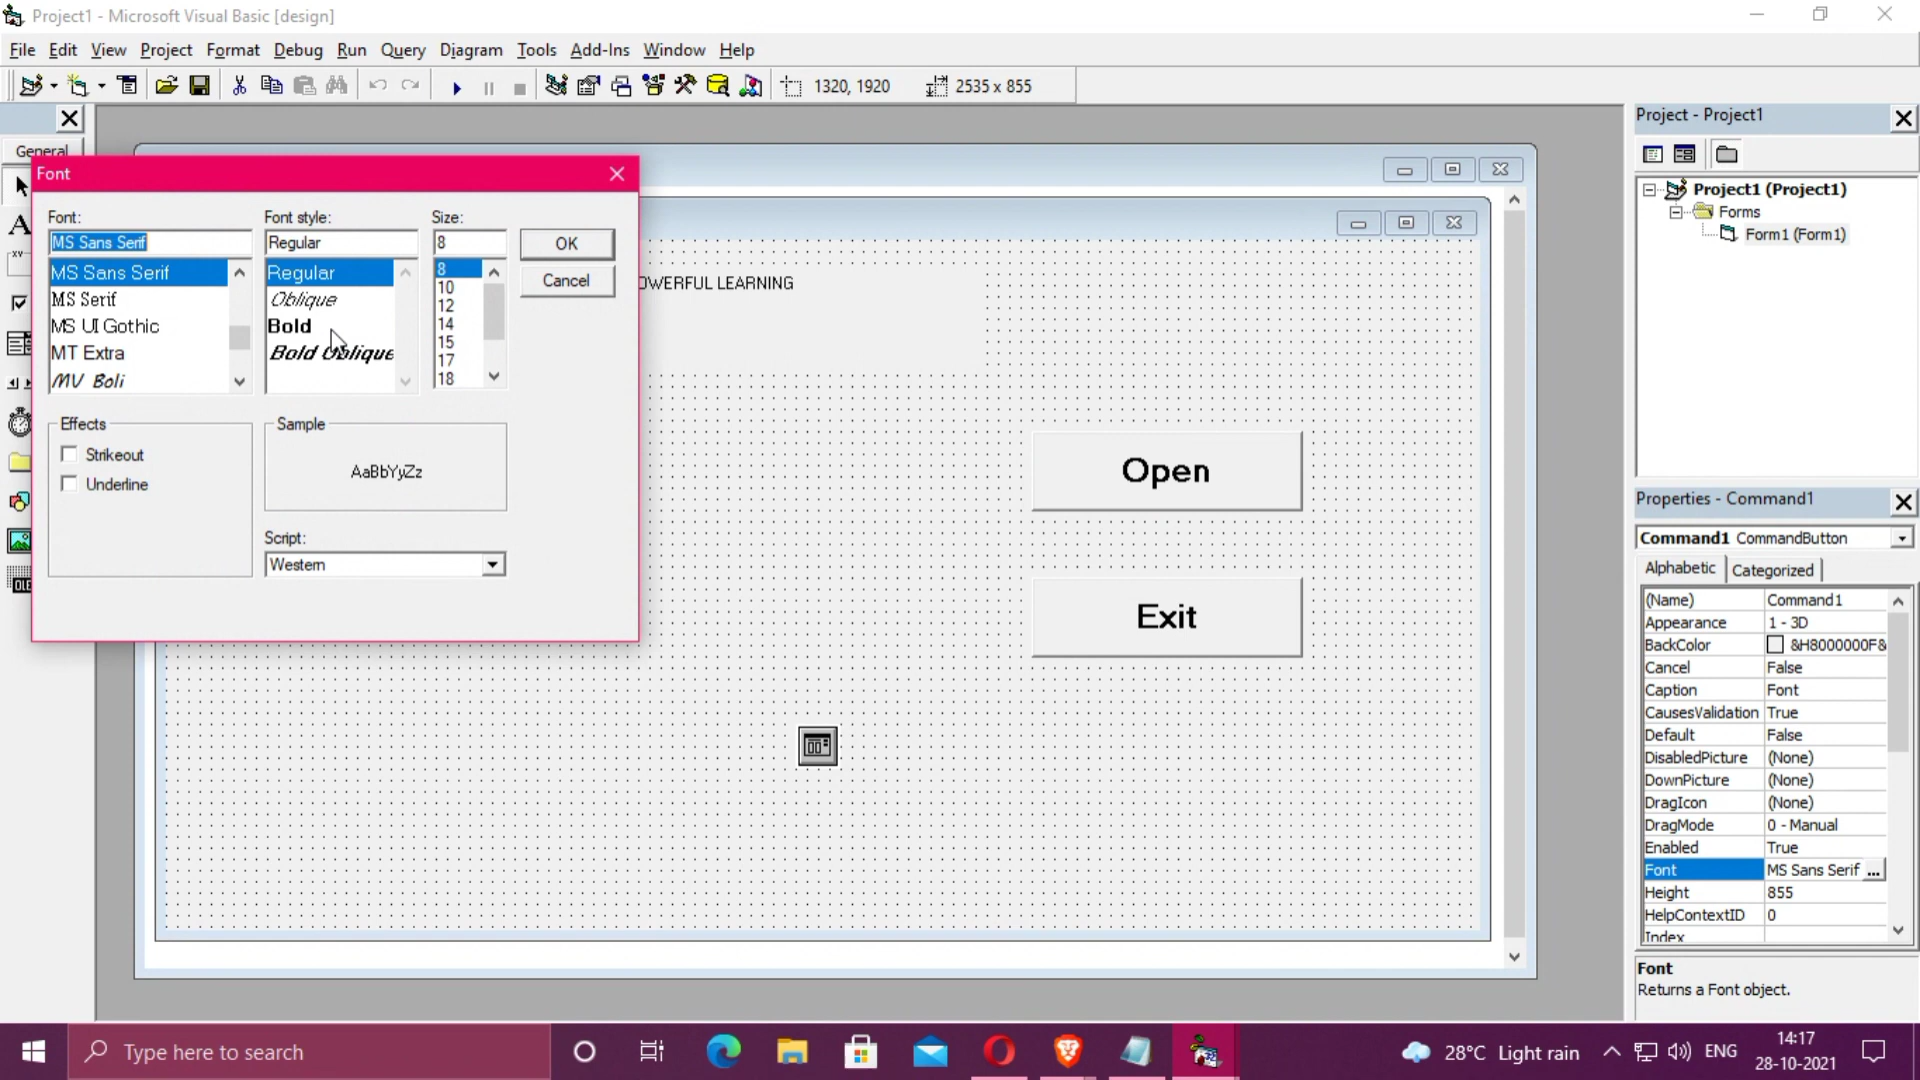 Project1 - Microsoft Visual Basic [design]
File Edit View Project Format Debug Run Query Diagram Tools Add-Ins Window Help
1320, 1920
2535 x 855
General
Font
Font:
Font style:
Size:
MS Sans Serif
Regular
8
OK
Cancel
MS Sans Serif
MS Serif
MS UI Gothic
MT Extra
MV Boli
Regular
Oblique
Bold
Bold Oblique
8
10
12
14
15
17
18
Effects
Strikeout
Underline
Sample
AaBbYyZz
Script:
Western
OWERFUL LEARNING
Open
Exit
Project - Project1
Project1 (Project1)
Forms
Form1 (Form1)
Properties - Command1
Command1 CommandButton
Alphabetic Categorized
(Name) Command1
Appearance 1 - 3D
BackColor &H8000000F&
Cancel False
Caption Font
CausesValidation True
Default False
DisabledPicture (None)
DownPicture (None)
DragIcon (None)
DragMode 0 - Manual
Enabled True
Font MS Sans Serif ...
Height 855
HelpContextID 0
Index
Font
Returns a Font object.
Type here to search
28°C Light rain
ENG
14:17
28-10-2021